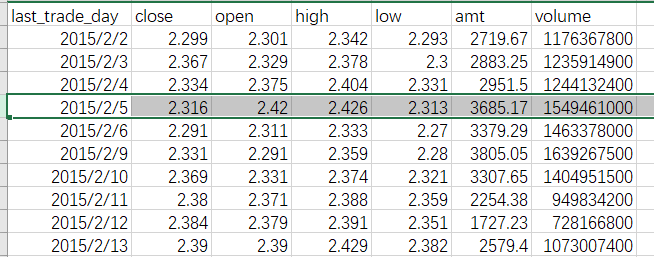 last_trade_day close open high low amt volume
2015/2/2 2.299 2.301 2.342 2.293 2719.67 1176367800
2015/2/3 2.367 2.329 2.378 2.3 2883.25 1235914900
2015/2/4 2.334 2.375 2.404 2.331 2951.5 1244132400
2015/2/5 2.316 2.42 2.426 2.313 3685.17 1549461000
2015/2/6 2.291 2.311 2.333 2.27 3379.29 1463378000
2015/2/9 2.331 2.291 2.359 2.28 3805.05 1639267500
2015/2/10 2.369 2.331 2.374 2.321 3307.65 1404951500
2015/2/11 2.38 2.371 2.388 2.359 2254.38 949834200
2015/2/12 2.384 2.379 2.391 2.351 1727.23 728166800
2015/2/13 2.39 2.39 2.429 2.382 2579.4 1073007400